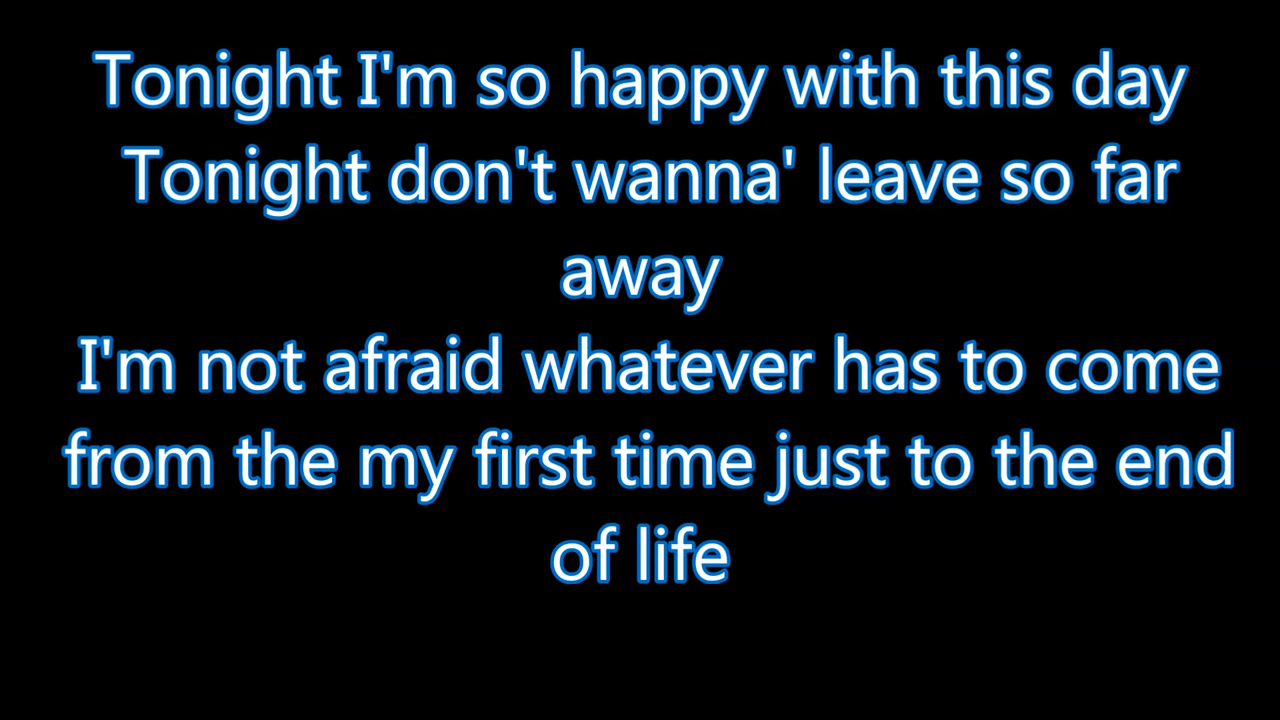 Tonight I'm so happy with this day
Tonight don't wanna' leave so far
away
I'm not afraid whatever has to come
from the my first time just to the end
of life